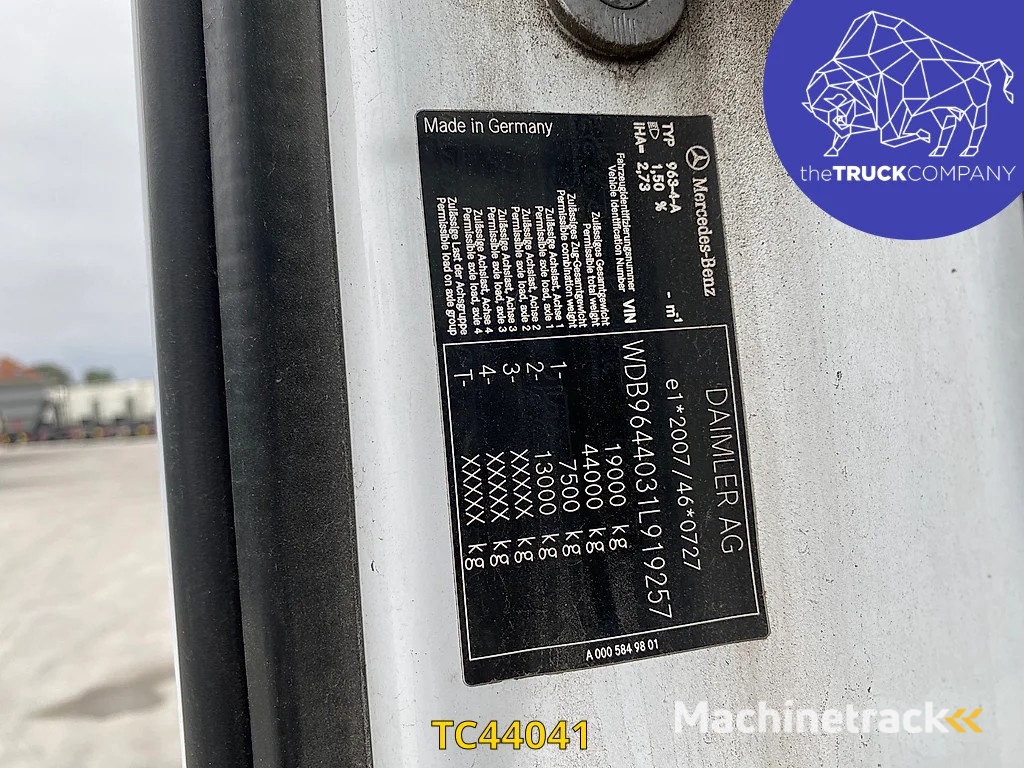 theTRUCKCOMPANY
Made in Germany
Mercedes-Benz
TYP 963-4-A - m-1
1,50 %
iHA= 2,73
DAIMLER AG
e1*2007/46*0727
Fahrzeugidentifizierungsnummer
Vehicle Identification Number VIN WDB9644031L919257
Zulässiges Gesamtgewicht
Permissible total weight 19000 kg
Zulässiges Zug-Gesamtgewicht
Permissible combination weight 44000 kg
Zulässige Achslast, Achse 1
Permissible axle load, axle 1 1- 7500 kg
Zulässige Achslast, Achse 2
Permissible axle load, axle 2 2- 13000 kg
Zulässige Achslast, Achse 3
Permissible axle load, axle 3 3- XXXXX kg
Zulässige Achslast, Achse 4
Permissible axle load, axle 4 4- XXXXX kg
Zulässige Last der Achsgruppe
Permissible load on axle group T- XXXXX kg
A 000 584 98 01
Machinetrack
TC44041